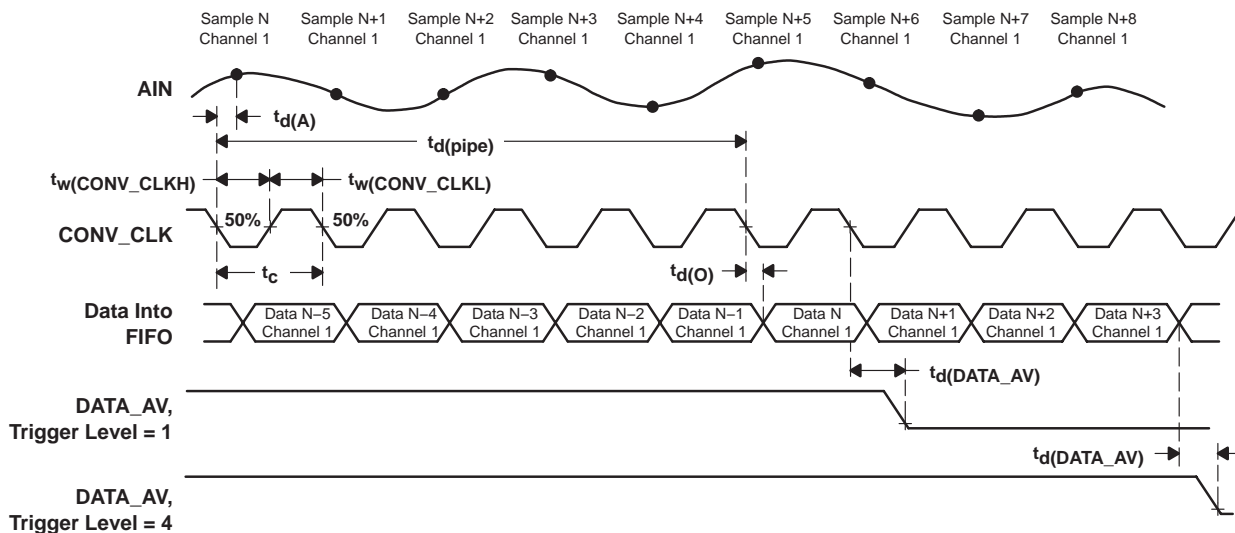 Sample N
Channel 1
Sample N+1
Channel 1
Sample N+2
Channel 1
Sample N+3
Channel 1
Sample N+4
Channel 1
Sample N+5
Channel 1
Sample N+6
Channel 1
Sample N+7
Channel 1
Sample N+8
Channel 1
AIN
td(A)
td(pipe)
tw(CONV_CLKH)
tw(CONV_CLKL)
50%
50%
CONV_CLK
tc
td(O)
Data Into
FIFO
Data N–5
Channel 1
Data N–4
Channel 1
Data N–3
Channel 1
Data N–2
Channel 1
Data N–1
Channel 1
Data N
Channel 1
Data N+1
Channel 1
Data N+2
Channel 1
Data N+3
Channel 1
td(DATA_AV)
DATA_AV,
Trigger Level = 1
td(DATA_AV)
DATA_AV,
Trigger Level = 4